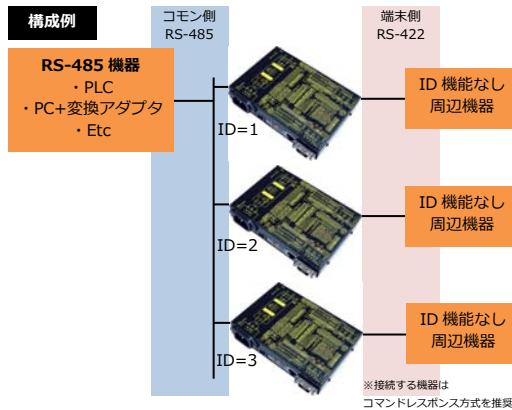 構成例
コモン側
RS-485
端末側
RS-422
RS-485 機器
・PLC
・PC+変換アダプタ
・Etc
ID=1
ID 機能なし
周辺機器
ID=2
ID 機能なし
周辺機器
ID=3
ID 機能なし
周辺機器
※接続する機器は
コマンドレスポンス方式を推奨